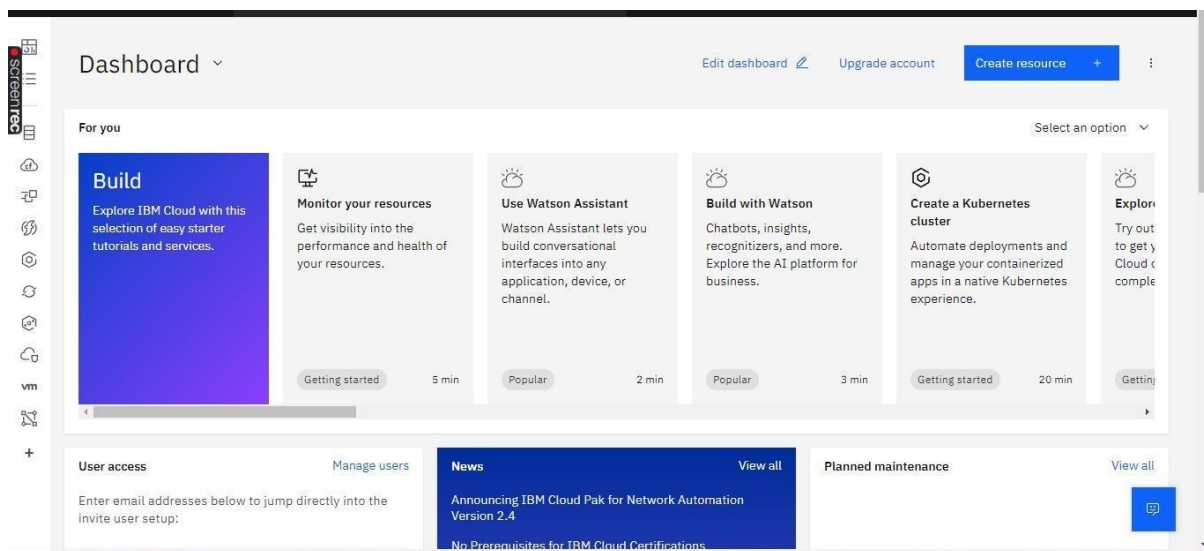 screenrec
Dashboard
Edit dashboard
Upgrade account
Create resource +
For you
Select an option
Build
Explore IBM Cloud with this
selection of easy starter
tutorials and services.
Monitor your resources
Get visibility into the
performance and health of
your resources.
Getting started
5 min
Use Watson Assistant
Watson Assistant lets you
build conversational
interfaces into any
application, device, or
channel.
Popular
2 min
Build with Watson
Chatbots, insights,
recognizers, and more.
Explore the AI platform for
business.
Popular
3 min
Create a Kubernetes
cluster
Automate deployments and
manage your containerized
apps in a native Kubernetes
experience.
Getting started
20 min
Try out
to get
Cloud
vm
User access
Manage users
Enter email addresses below to jump directly into the
invite user setup:
News
View all
Announcing IBM Cloud Pak for Network Automation
Version 2.4
No Prerequisites for IBM Cloud Certifications
Planned maintenance
View all